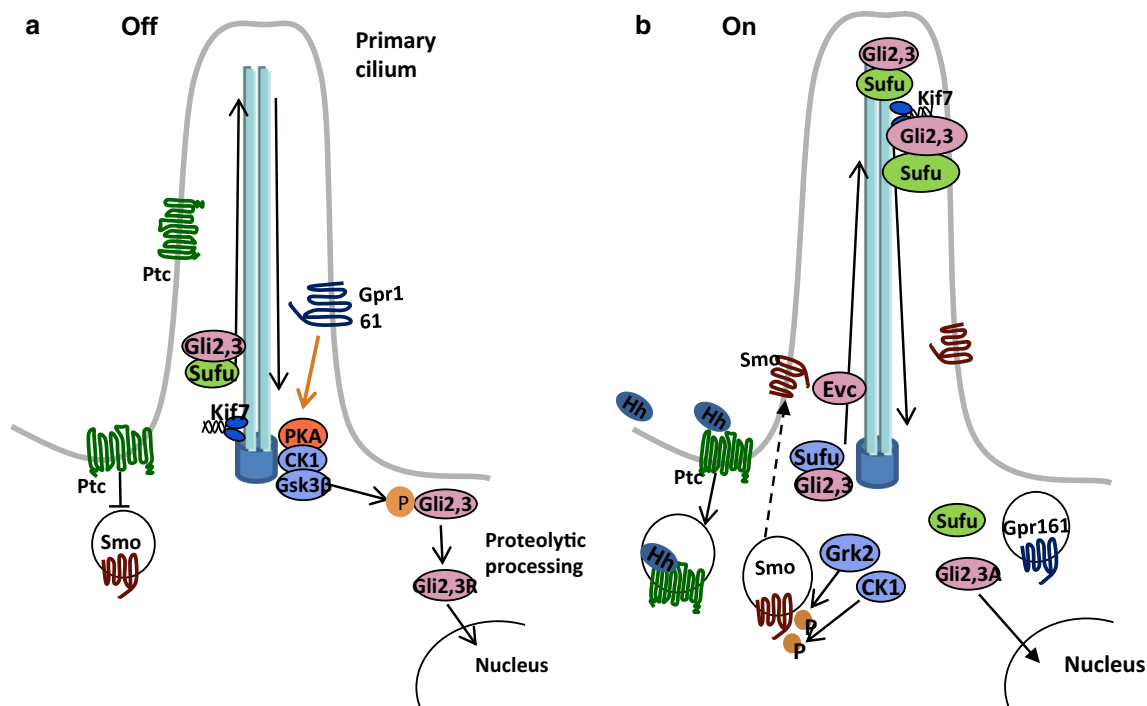 a
Off
Primary
cilium
Ptc
Gpr1
61
Gli2,3
Sufu
Kif7
PKA
CK1
Gsk3β
Ptc
Smo
P
Gli2,3
Proteolytic
processing
Gli2,3R
Nucleus
b
On
Gli2,3
Sufu
Kif7
Gli2,3
Sufu
Smo
Evc
Hh
Hh
Ptc
Sufu
Gli2,3
Hh
Smo
Grk2
CK1
P
P
Sufu
Gpr161
Gli2,3A
Nucleus